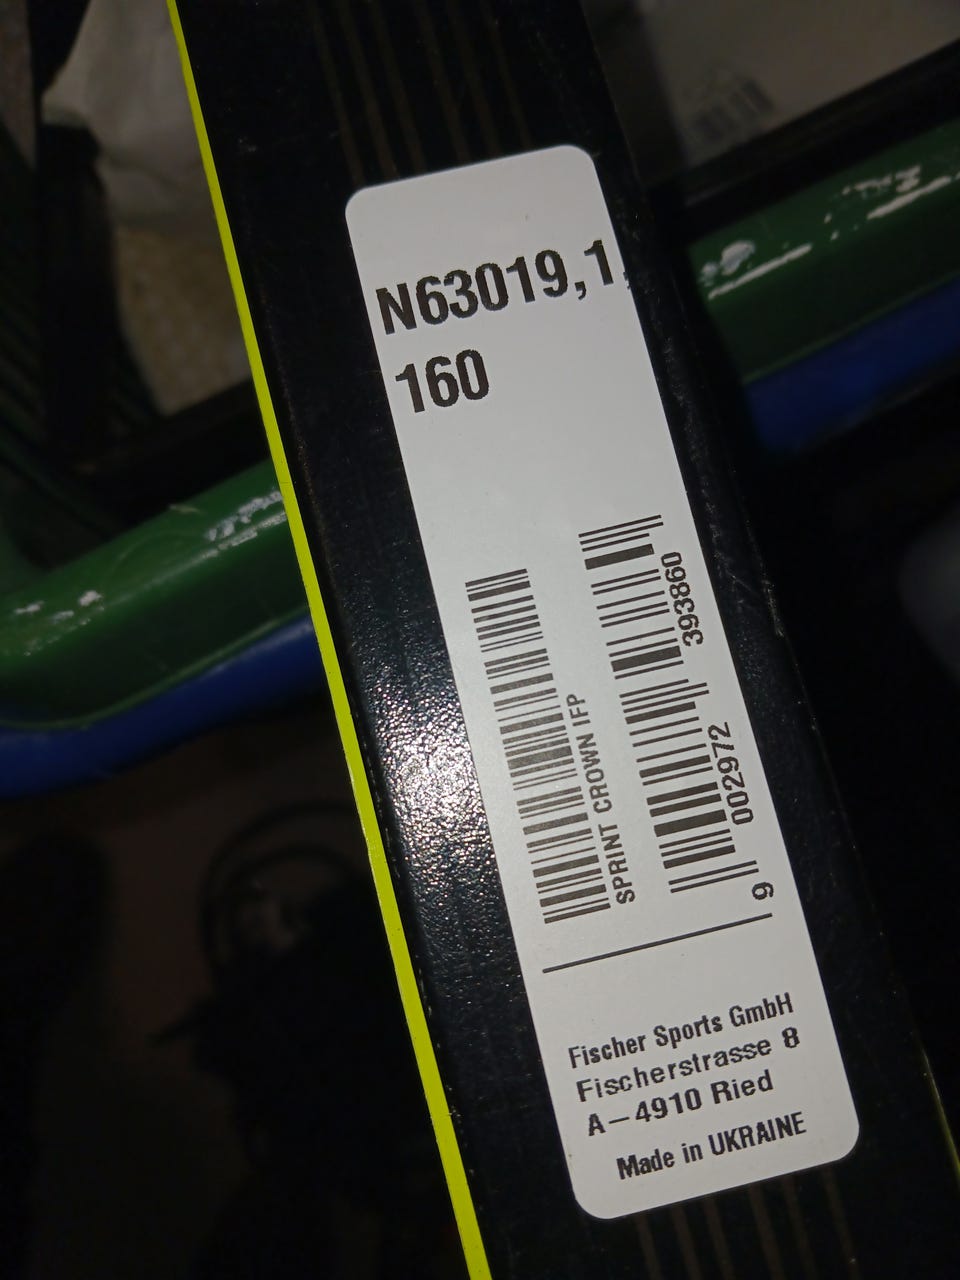 N63019,1,
160
SPRINT CROWN IFP
9 002972 393860
Fischer Sports GmbH
Fischerstrasse 8
A-4910 Ried
Made in UKRAINE